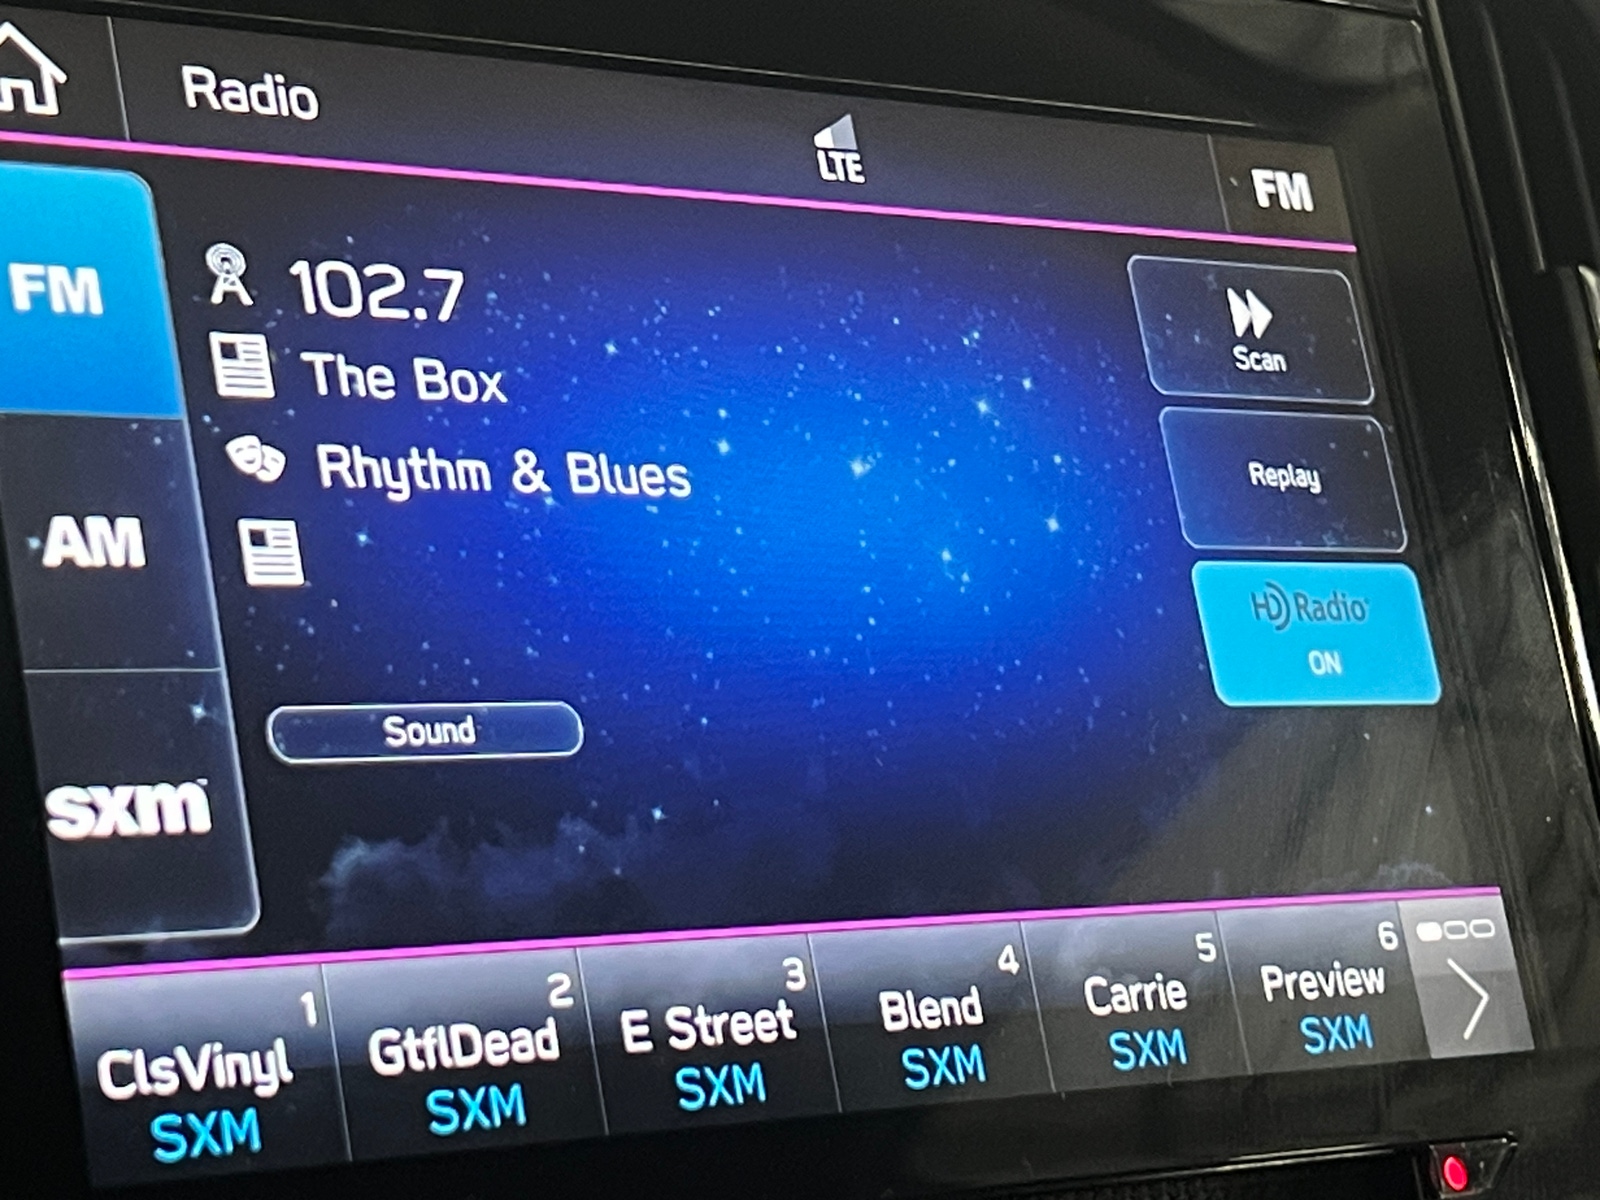 Radio
LTE
FM
FM
AM
sxm
102.7
The Box
Rhythm & Blues
Sound
Scan
Replay
HD Radio
ON
1
ClsVinyl
SXM
2
GtflDead
SXM
3
E Street
SXM
4
Blend
SXM
5
Carrie
SXM
6
Preview
SXM